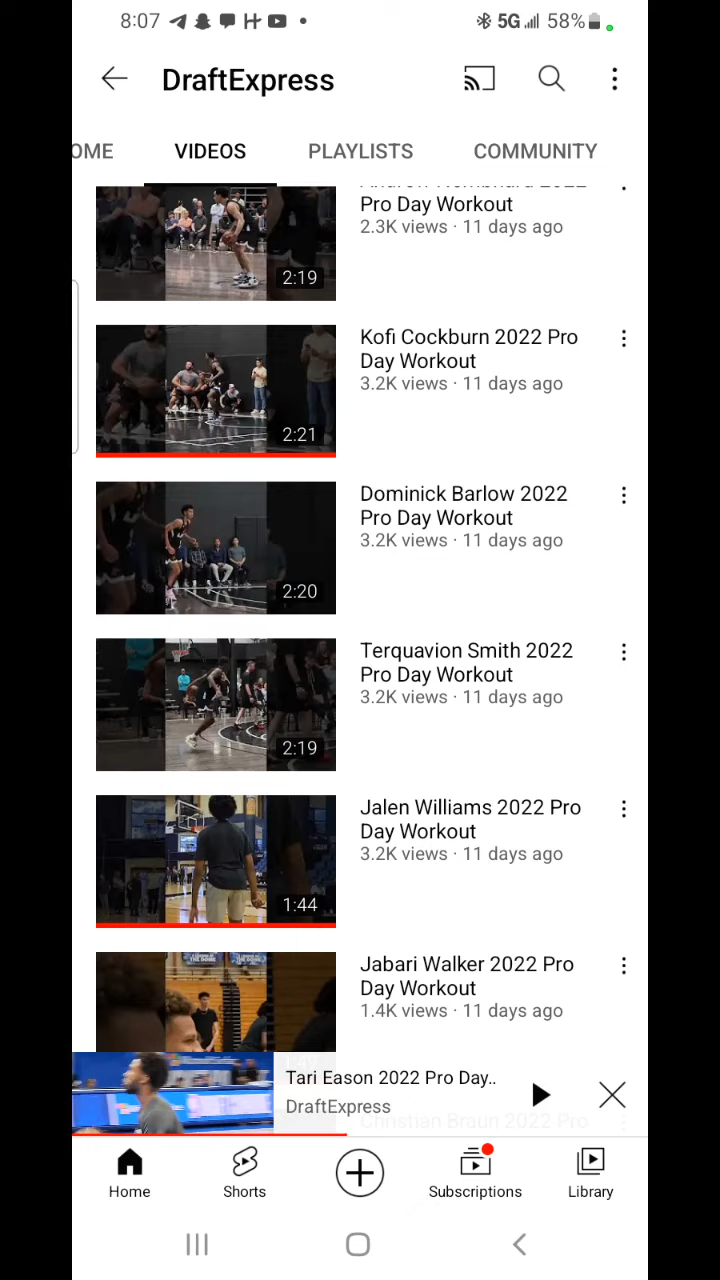 8:07
5G 58%
DraftExpress
OME VIDEOS PLAYLISTS COMMUNITY
2022
Pro Day Workout
2.3K views · 11 days ago
2:19
Kofi Cockburn 2022 Pro
Day Workout
3.2K views · 11 days ago
2:21
Dominick Barlow 2022
Pro Day Workout
3.2K views · 11 days ago
2:20
Terquavion Smith 2022
Pro Day Workout
3.2K views · 11 days ago
2:19
Jalen Williams 2022 Pro
Day Workout
3.2K views · 11 days ago
1:44
Jabari Walker 2022 Pro
Day Workout
1.4K views · 11 days ago
Tari Eason 2022 Pro Day..
DraftExpress
Christian Braun 2022 Pro
Home Shorts Subscriptions Library